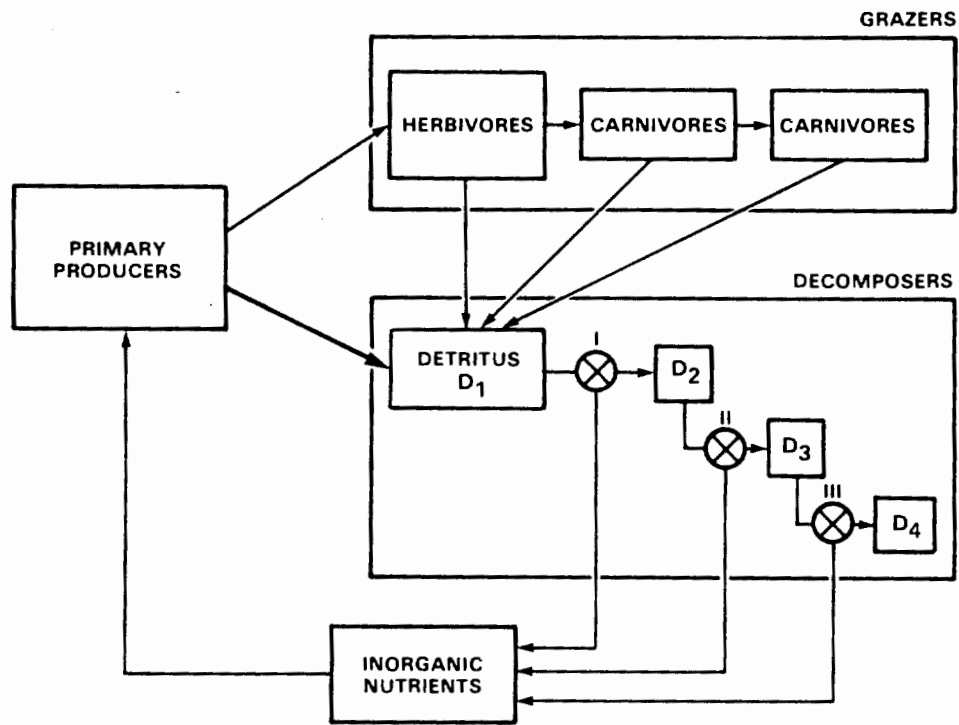 GRAZERS
HERBIVORES
CARNIVORES
CARNIVORES
PRIMARY
PRODUCERS
DECOMPOSERS
DETRITUS
D1
I
D2
II
D3
III
D4
INORGANIC
NUTRIENTS